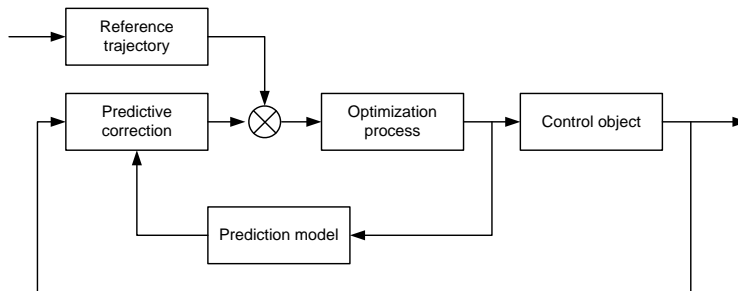 Reference
trajectory
Predictive
correction
Optimization
process
Control object
Prediction model